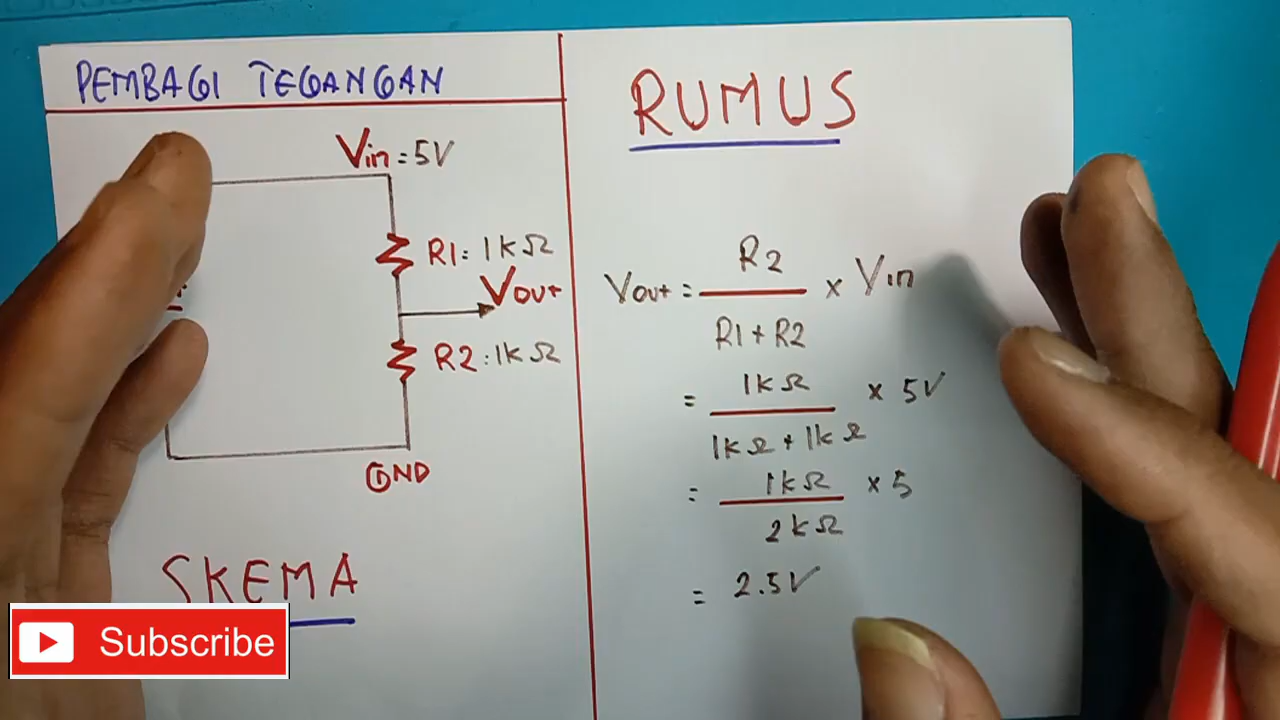 PEMBAGI TEGANGAN
Vin = 5V
R1 : 1kΩ
Vout
R2 : 1kΩ
GND
SKEMA
Subscribe
RUMUS
Vout = R2 / R1 + R2 x Vin
= 1kΩ / 1kΩ + 1kΩ x 5V
= 1kΩ / 2kΩ x 5
= 2.5V